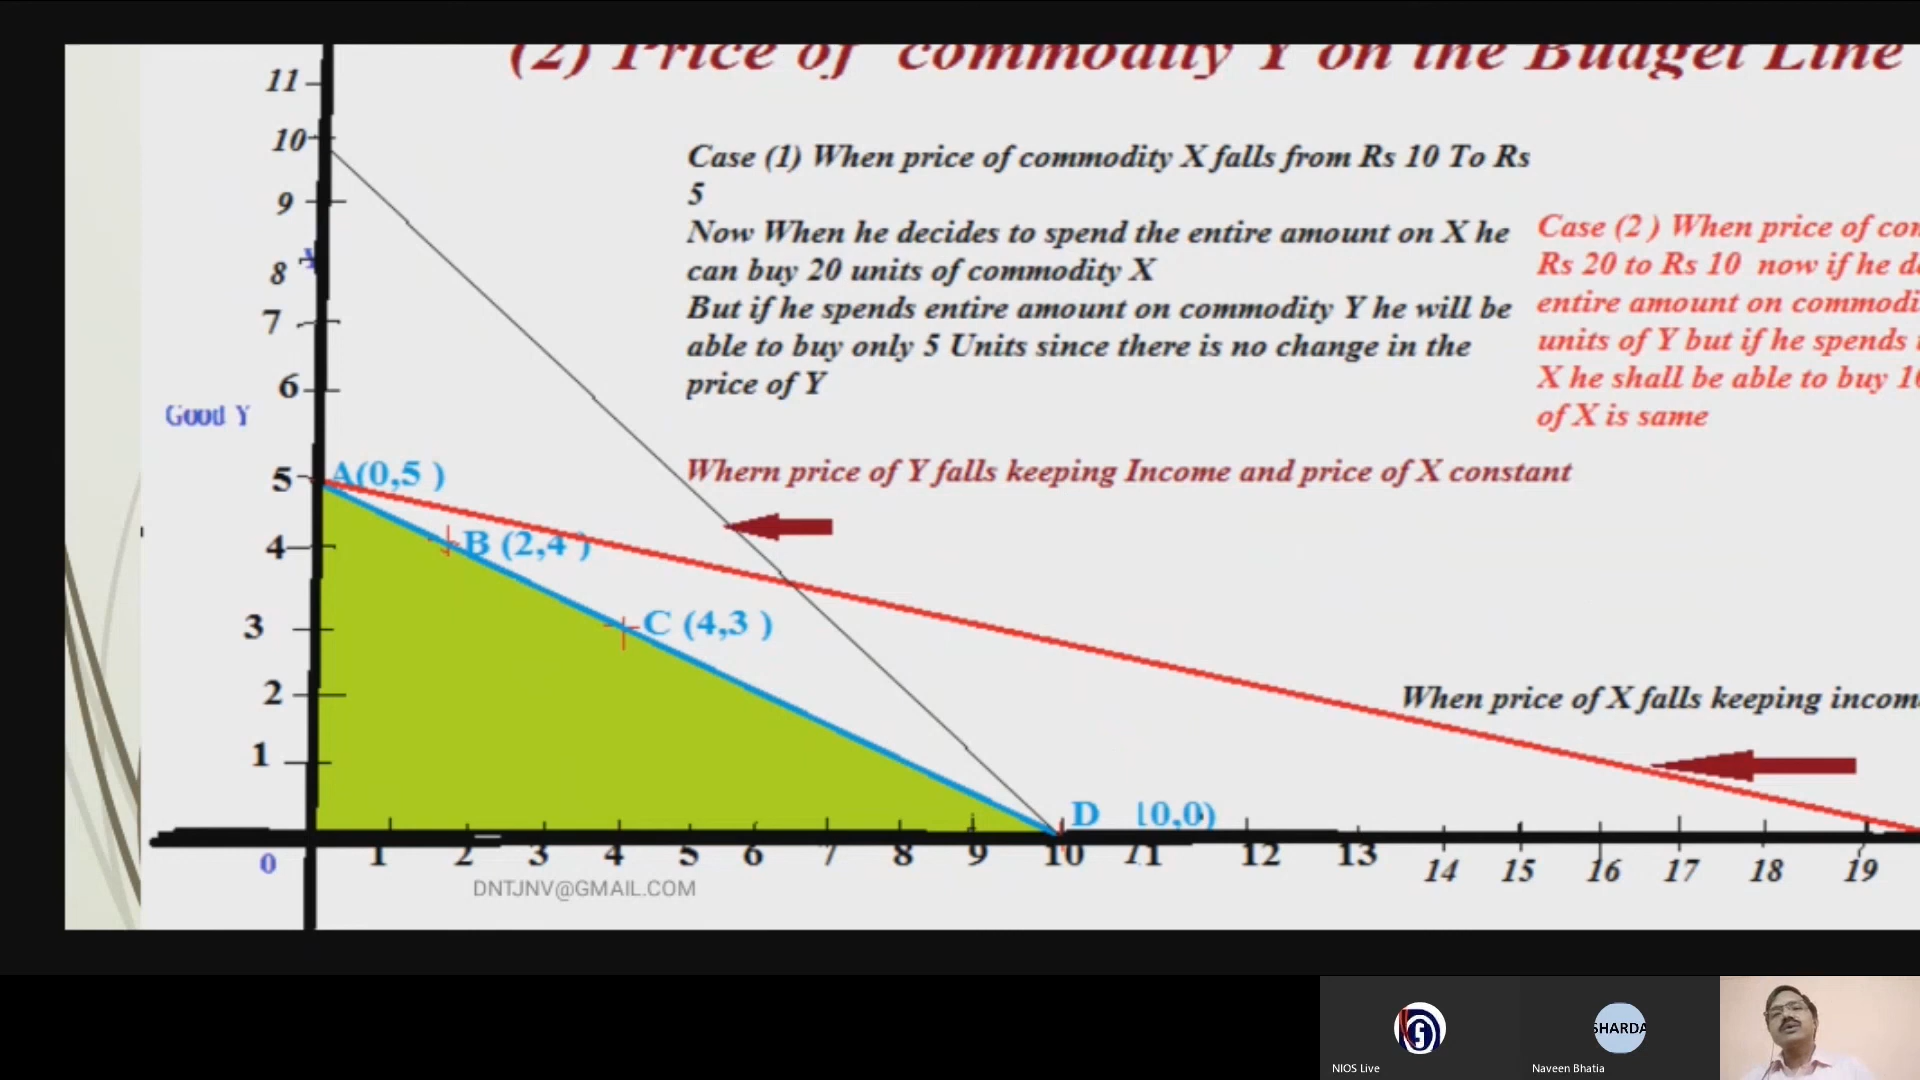 (2) Price of commodity Y on the Budget Line
11
10
9
8
7
6
5
4
3
2
1
Good Y
Case (1) When price of commodity X falls from Rs 10 To Rs
5
Now When he decides to spend the entire amount on X he
can buy 20 units of commodity X
But if he spends entire amount on commodity Y he will be
able to buy only 5 Units since there is no change in the
price of Y
Case (2 ) When price of
Rs 20 to Rs 10 now if he
entire amount on
units of Y but if he spends
X he shall be able to buy
of X is same
Whern price of Y falls keeping Income and price of X constant
A(0,5 )
B (2,4 )
C (4,3 )
When price of X falls keeping
D 10,0)
0 1 2 3 4 5 6 7 8 9 10 11 12 13 14 15 16 17 18 19
DNTJNV@GMAIL.COM
SHARDA
NIOS Live
Naveen Bhatia